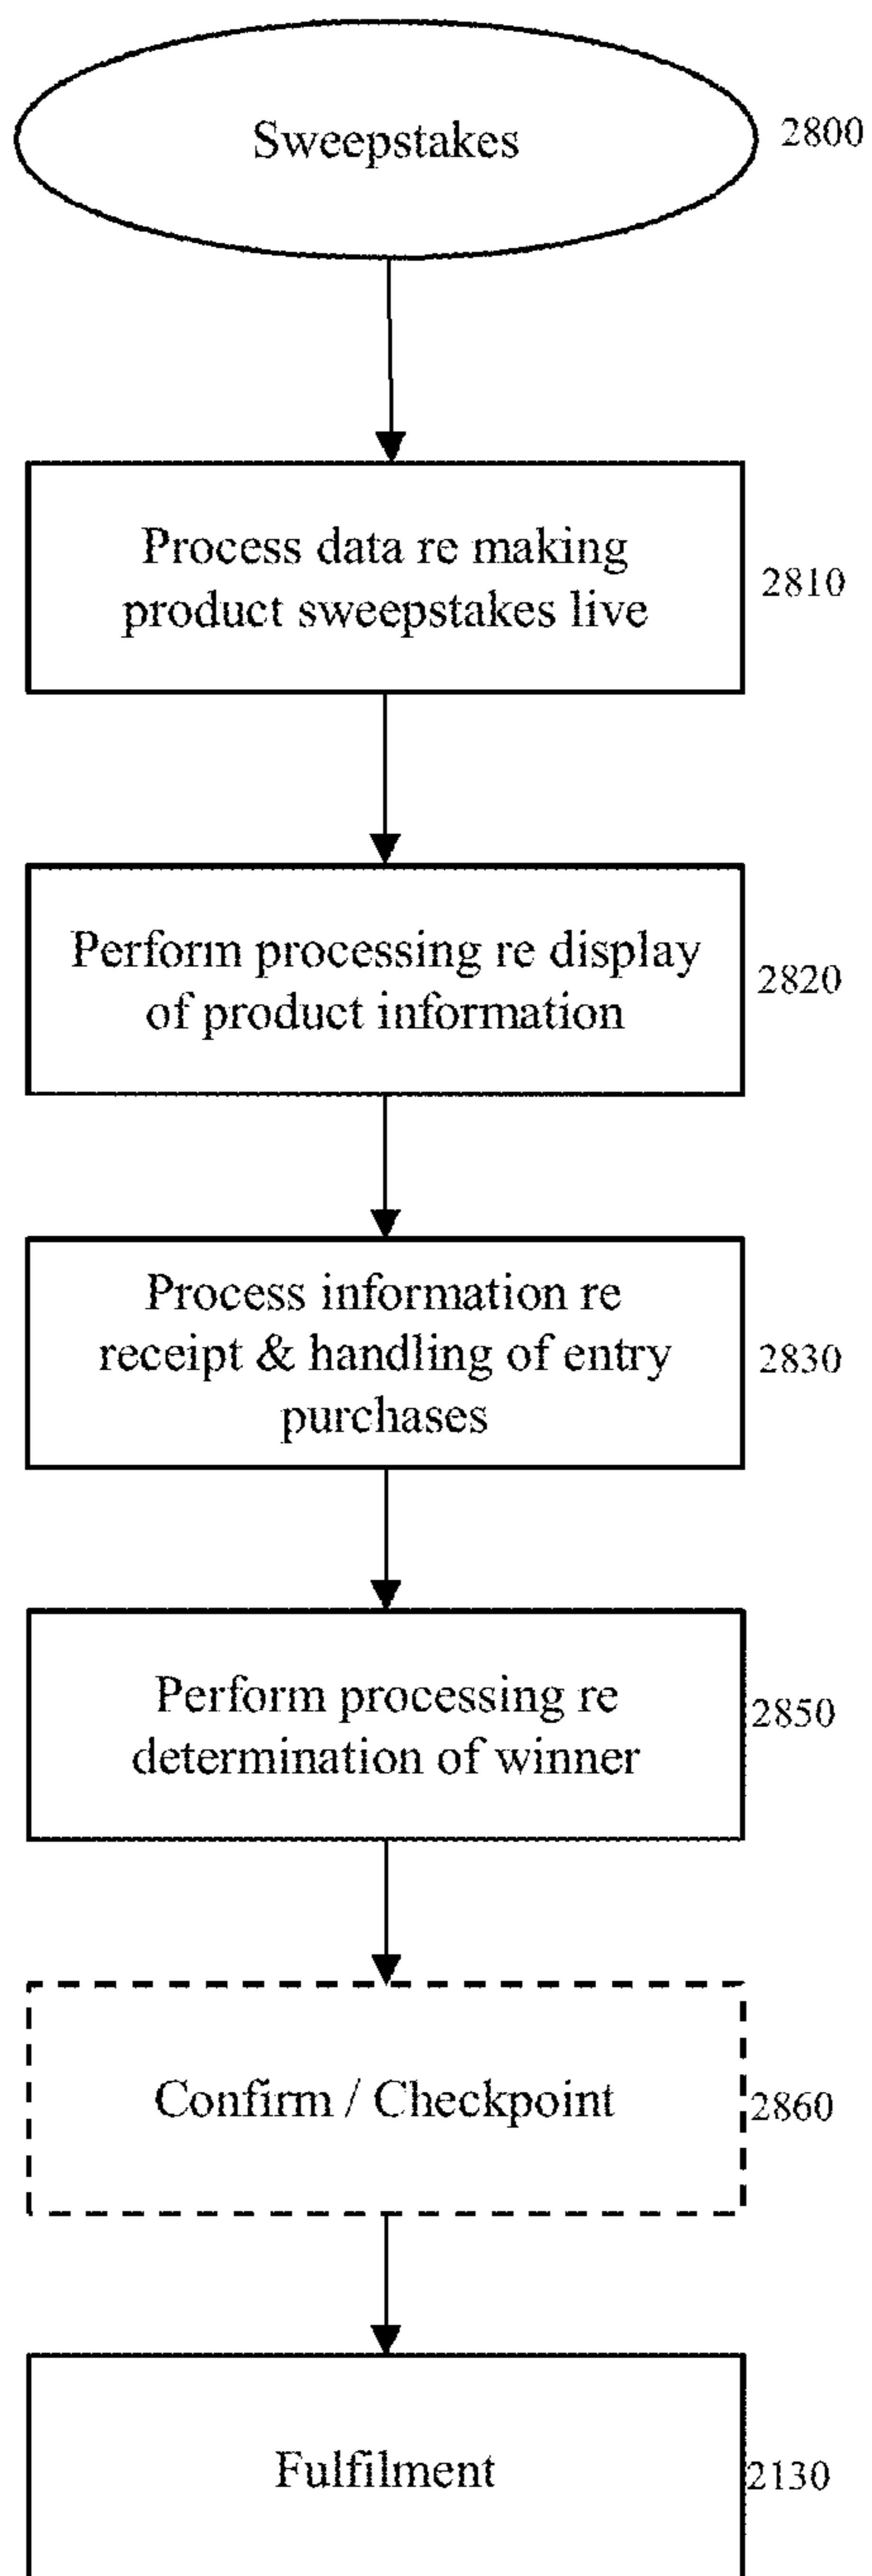 Sweepstakes
2800
Process data re making
product sweepstakes live
2810
Perform processing re display
of product information
2820
Process information re
receipt & handling of entry
purchases
2830
Perform processing re
determination of winner
2850
Confirm / Checkpoint
2860
Fulfilment
2130